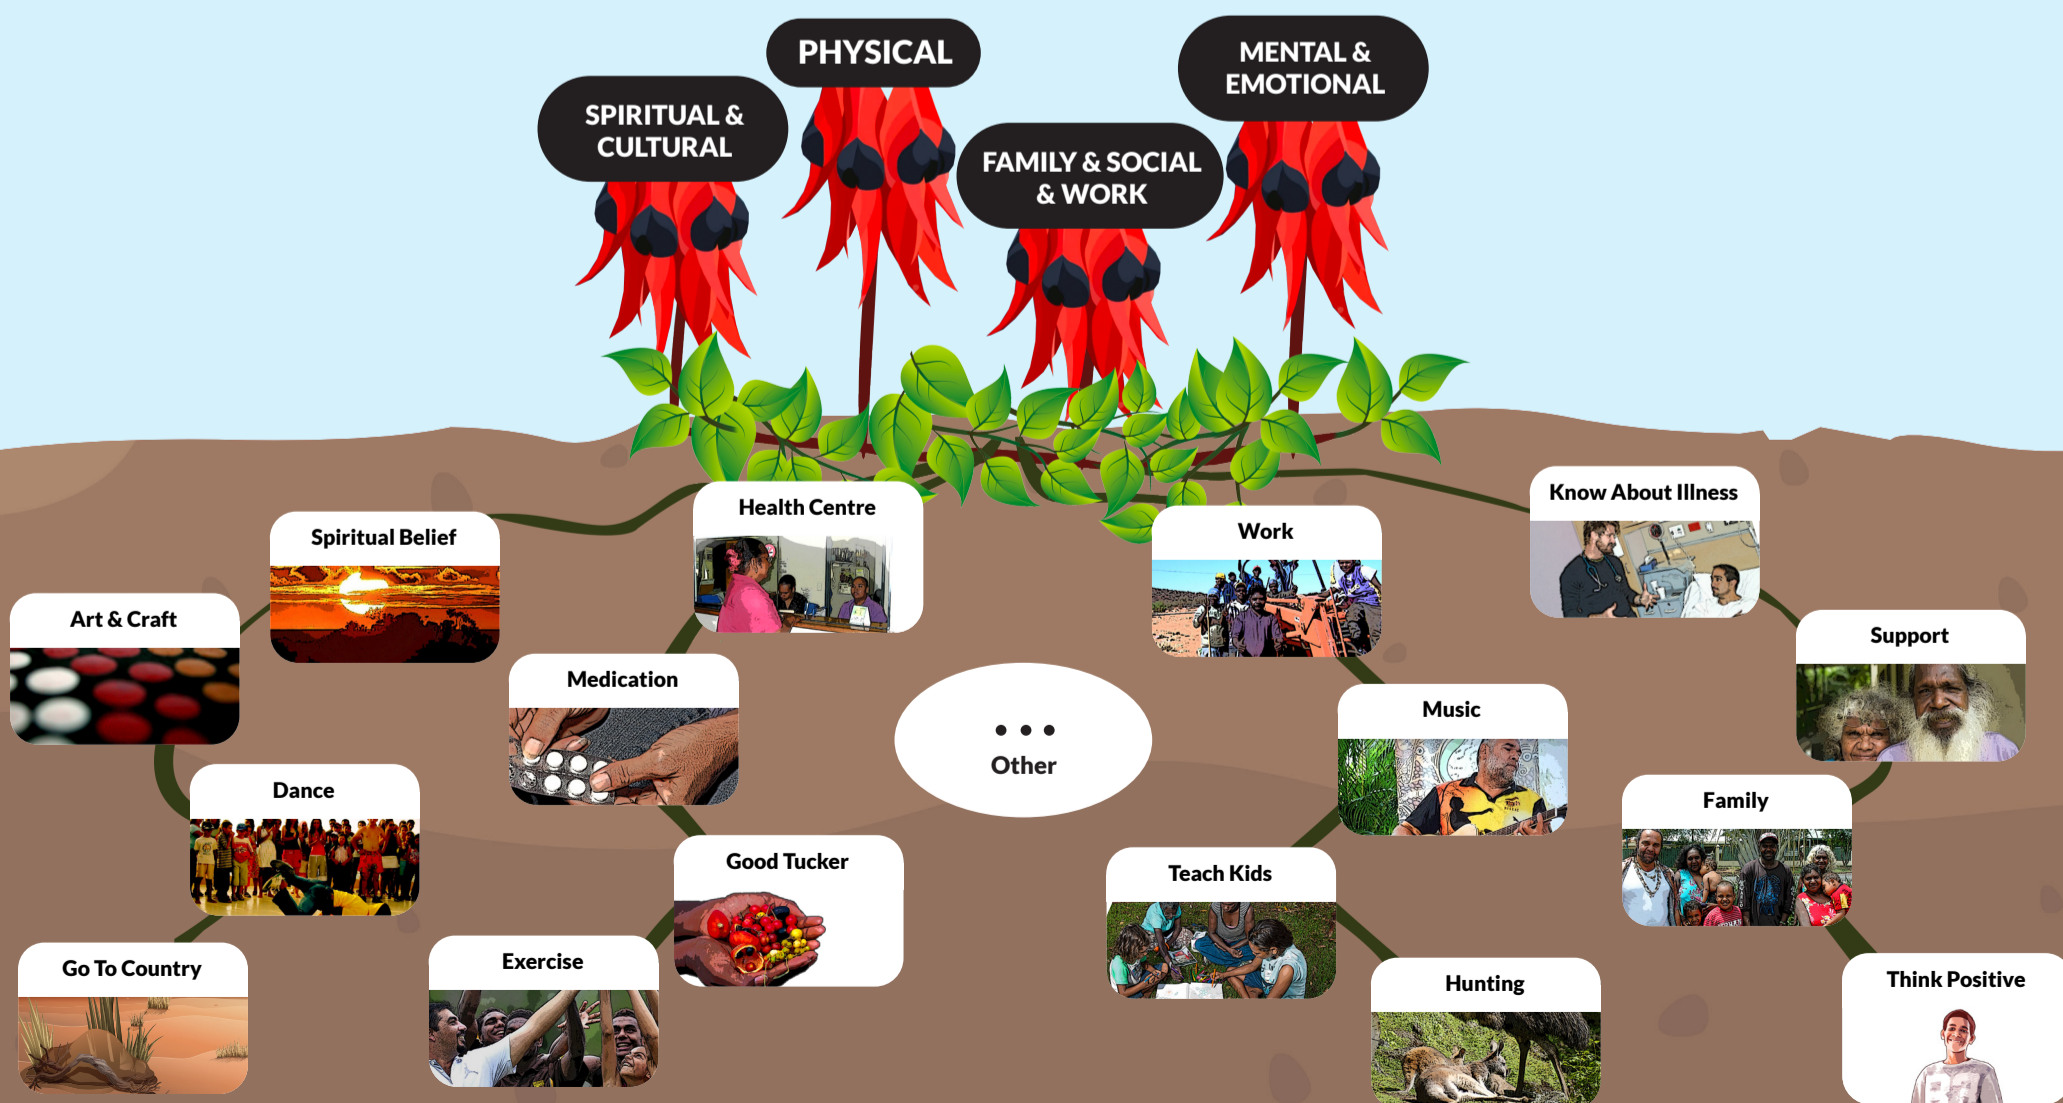 PHYSICAL
MENTAL &
EMOTIONAL
SPIRITUAL &
CULTURAL
FAMILY & SOCIAL
& WORK
Know About Illness
Health Centre
Work
Spiritual Belief
Art & Craft
Support
Medication
Music
• • •
Other
Dance
Family
Good Tucker
Teach Kids
Exercise
Go To Country
Think Positive
Hunting